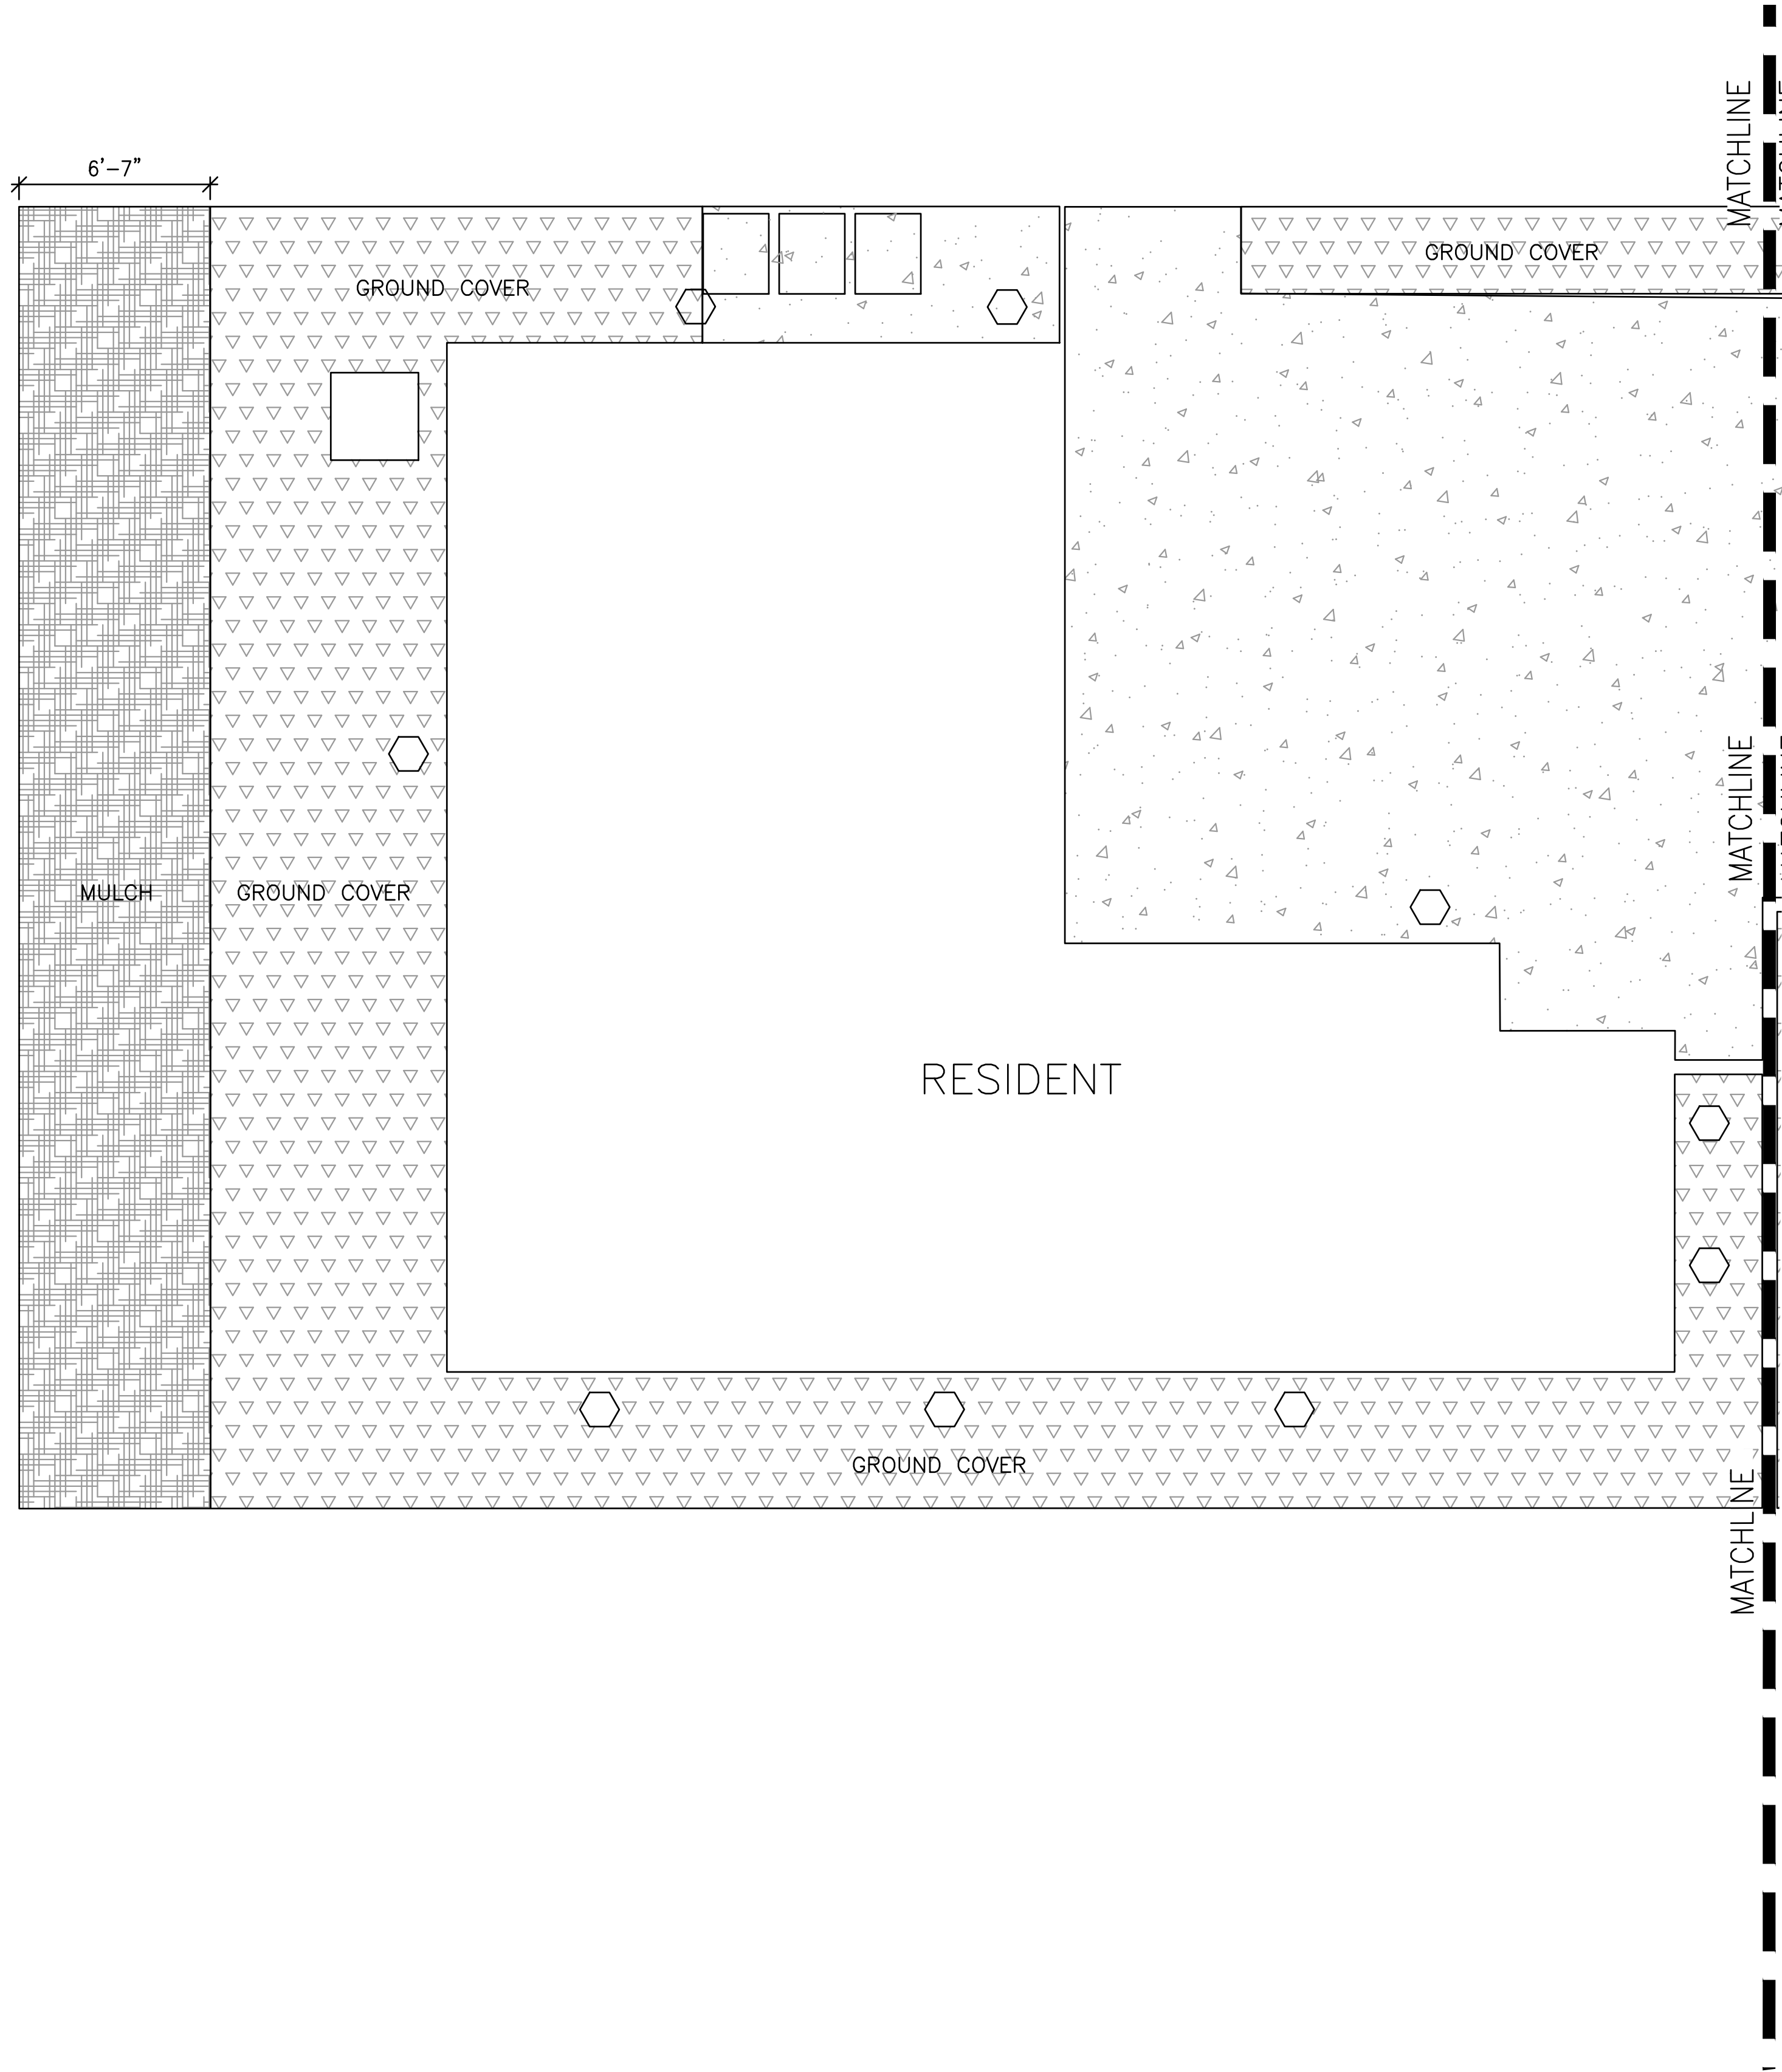 MATCHLINE
6'-7"
GROUND COVER
GROUND COVER
MATCHLINE
MULCH
GROUND COVER
RESIDENT
GROUND COVER
MATCHLINE